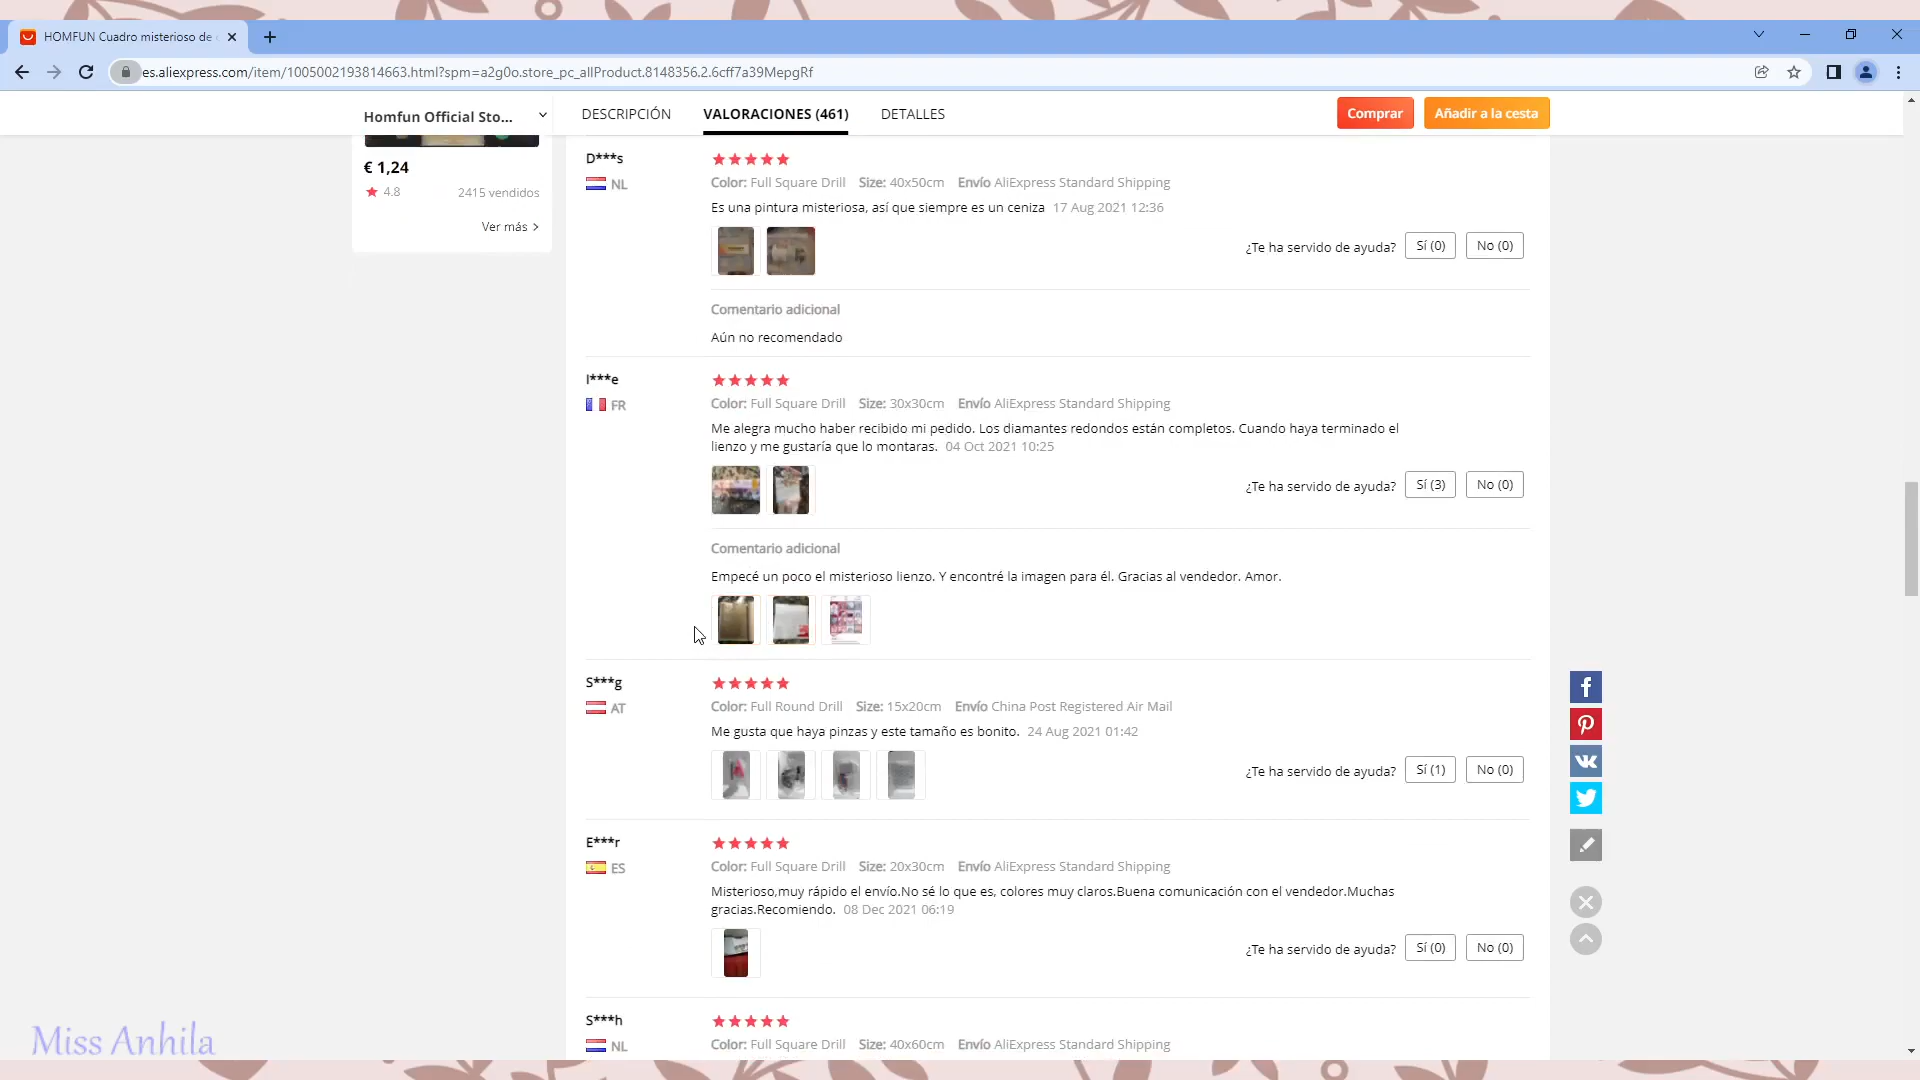 HOMFUN Cuadro misterioso de
es.aliexpress.com/item/1005002193814663.html?spm=a2g0o.store_pc_allProduct.8148356.2.6cff7a39MepgRf
Homfun Official Sto...
DESCRIPCIÓN
VALORACIONES (461)
DETALLES
Comprar
Añadir a la cesta
€ 1,24
4.8
2415 vendidos
Ver más >
D***s
NL
Color: Full Square Drill Size: 40x50cm Envío AliExpress Standard Shipping
Es una pintura misteriosa, así que siempre es un ceniza 17 Aug 2021 12:36
¿Te ha servido de ayuda? Sí (0) No (0)
Comentario adicional
Aún no recomendado
I***e
FR
Color: Full Square Drill Size: 30x30cm Envío AliExpress Standard Shipping
Me alegra mucho haber recibido mi pedido. Los diamantes redondos están completos. Cuando haya terminado el
lienzo y me gustaría que lo montaras. 04 Oct 2021 10:25
¿Te ha servido de ayuda? Sí (3) No (0)
Comentario adicional
Empecé un poco el misterioso lienzo. Y encontré la imagen para él. Gracias al vendedor. Amor.
S***g
AT
Color: Full Round Drill Size: 15x20cm Envío China Post Registered Air Mail
Me gusta que haya pinzas y este tamaño es bonito. 24 Aug 2021 01:42
¿Te ha servido de ayuda? Sí (1) No (0)
E***r
ES
Color: Full Square Drill Size: 20x30cm Envío AliExpress Standard Shipping
Misterioso,muy rápido el envío.No sé lo que es, colores muy claros.Buena comunicación con el vendedor.Muchas
gracias.Recomiendo. 08 Dec 2021 06:19
¿Te ha servido de ayuda? Sí (0) No (0)
S***h
NL
Color: Full Square Drill Size: 40x60cm Envío AliExpress Standard Shipping
Miss Anhila